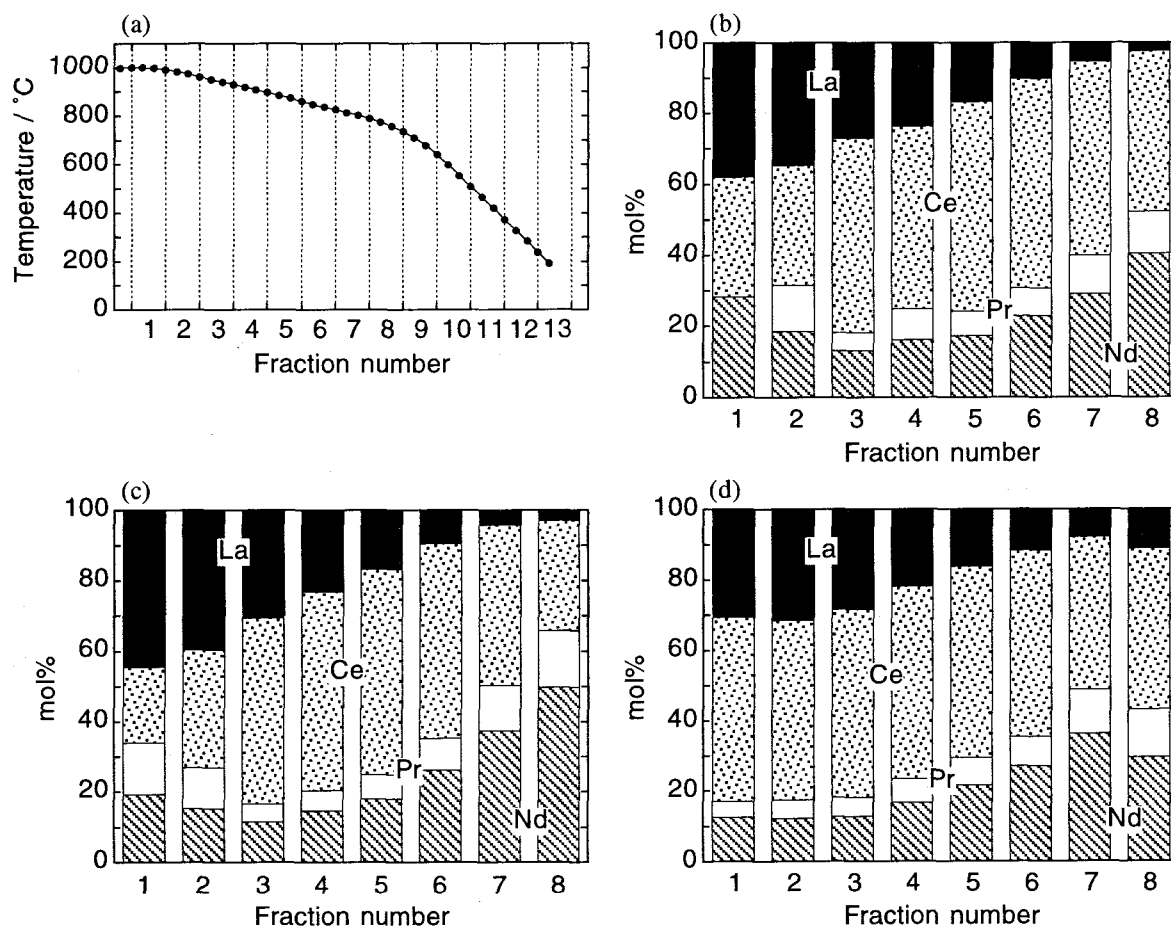 (a)
Temperature / °C
1000
800
600
400
200
0
1 2 3 4 5 6 7 8 9 10 11 12 13
Fraction number
(b)
mol%
100
80
60
40
20
0
La
Ce
Pr
Nd
1 2 3 4 5 6 7 8
Fraction number
(c)
mol%
100
80
60
40
20
0
La
Ce
Pr
Nd
1 2 3 4 5 6 7 8
Fraction number
(d)
mol%
100
80
60
40
20
0
La
Ce
Pr
Nd
1 2 3 4 5 6 7 8
Fraction number